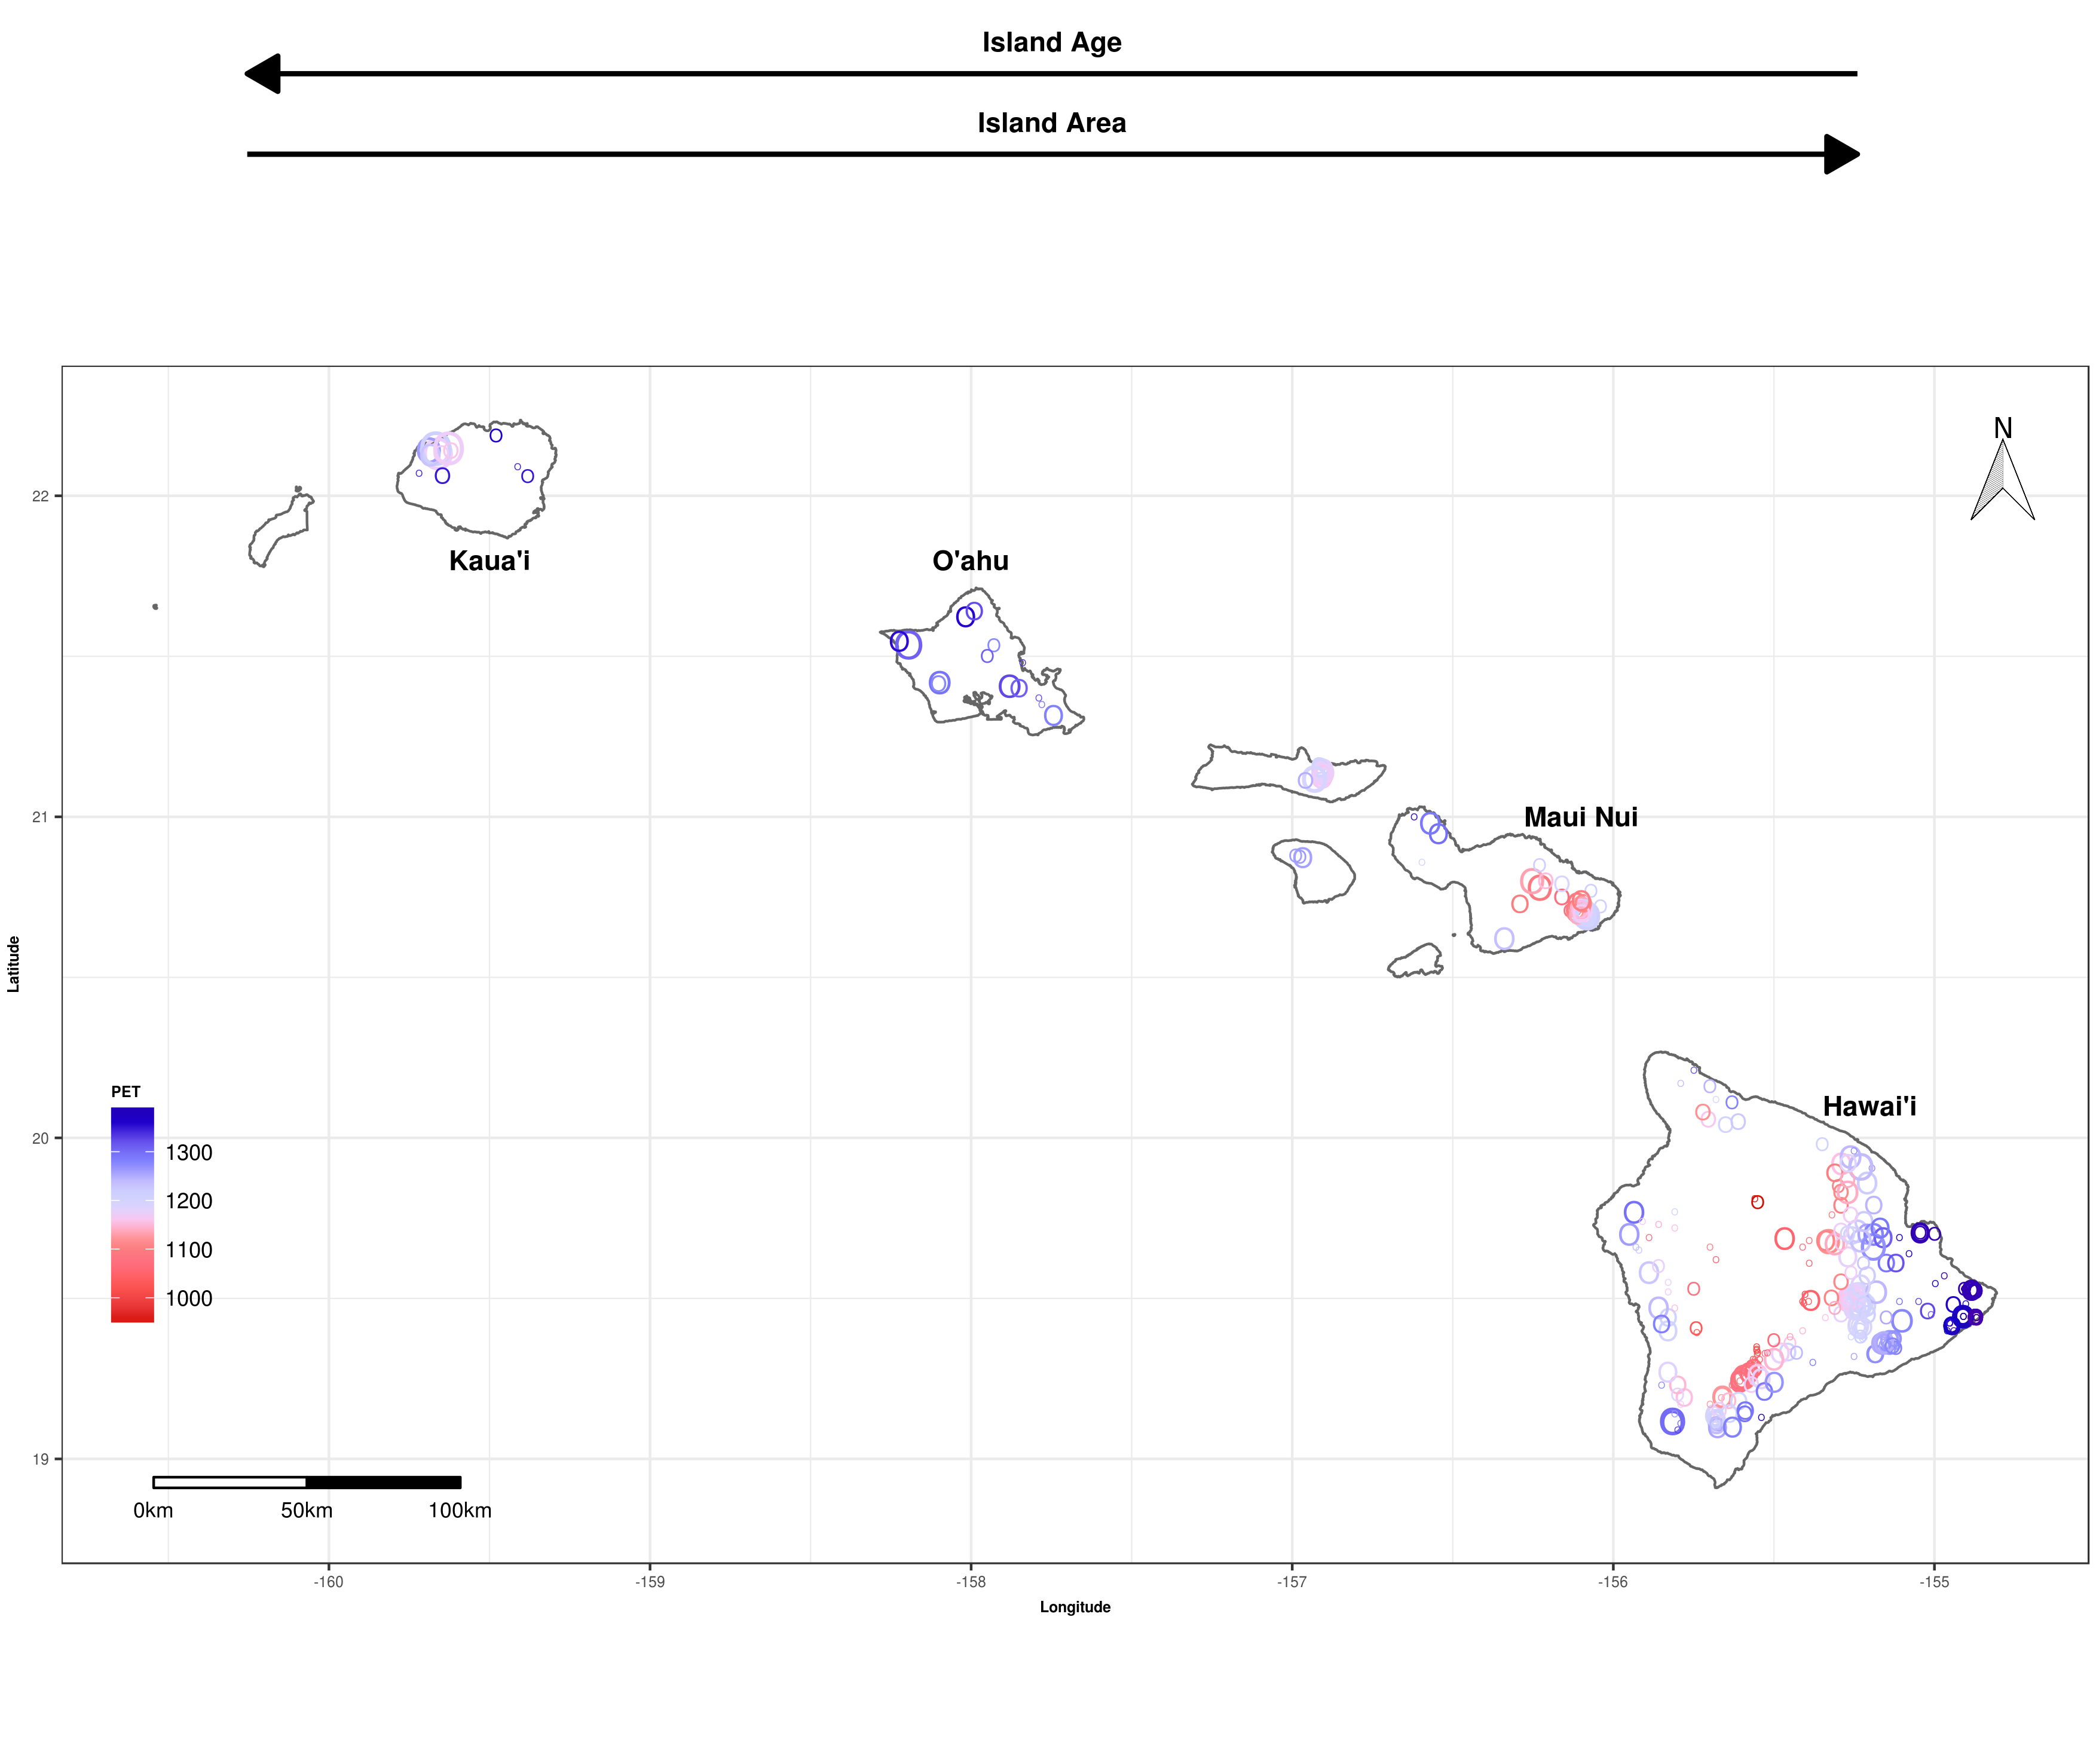 Island Age
Island Area
N
22
Kaua'i
O'ahu
21
Maui Nui
Latitude
PET
Hawai'i
20
1300
1200
1100
1000
19
0km 50km 100km
-160 -159 -158 -157 -156 -155
Longitude